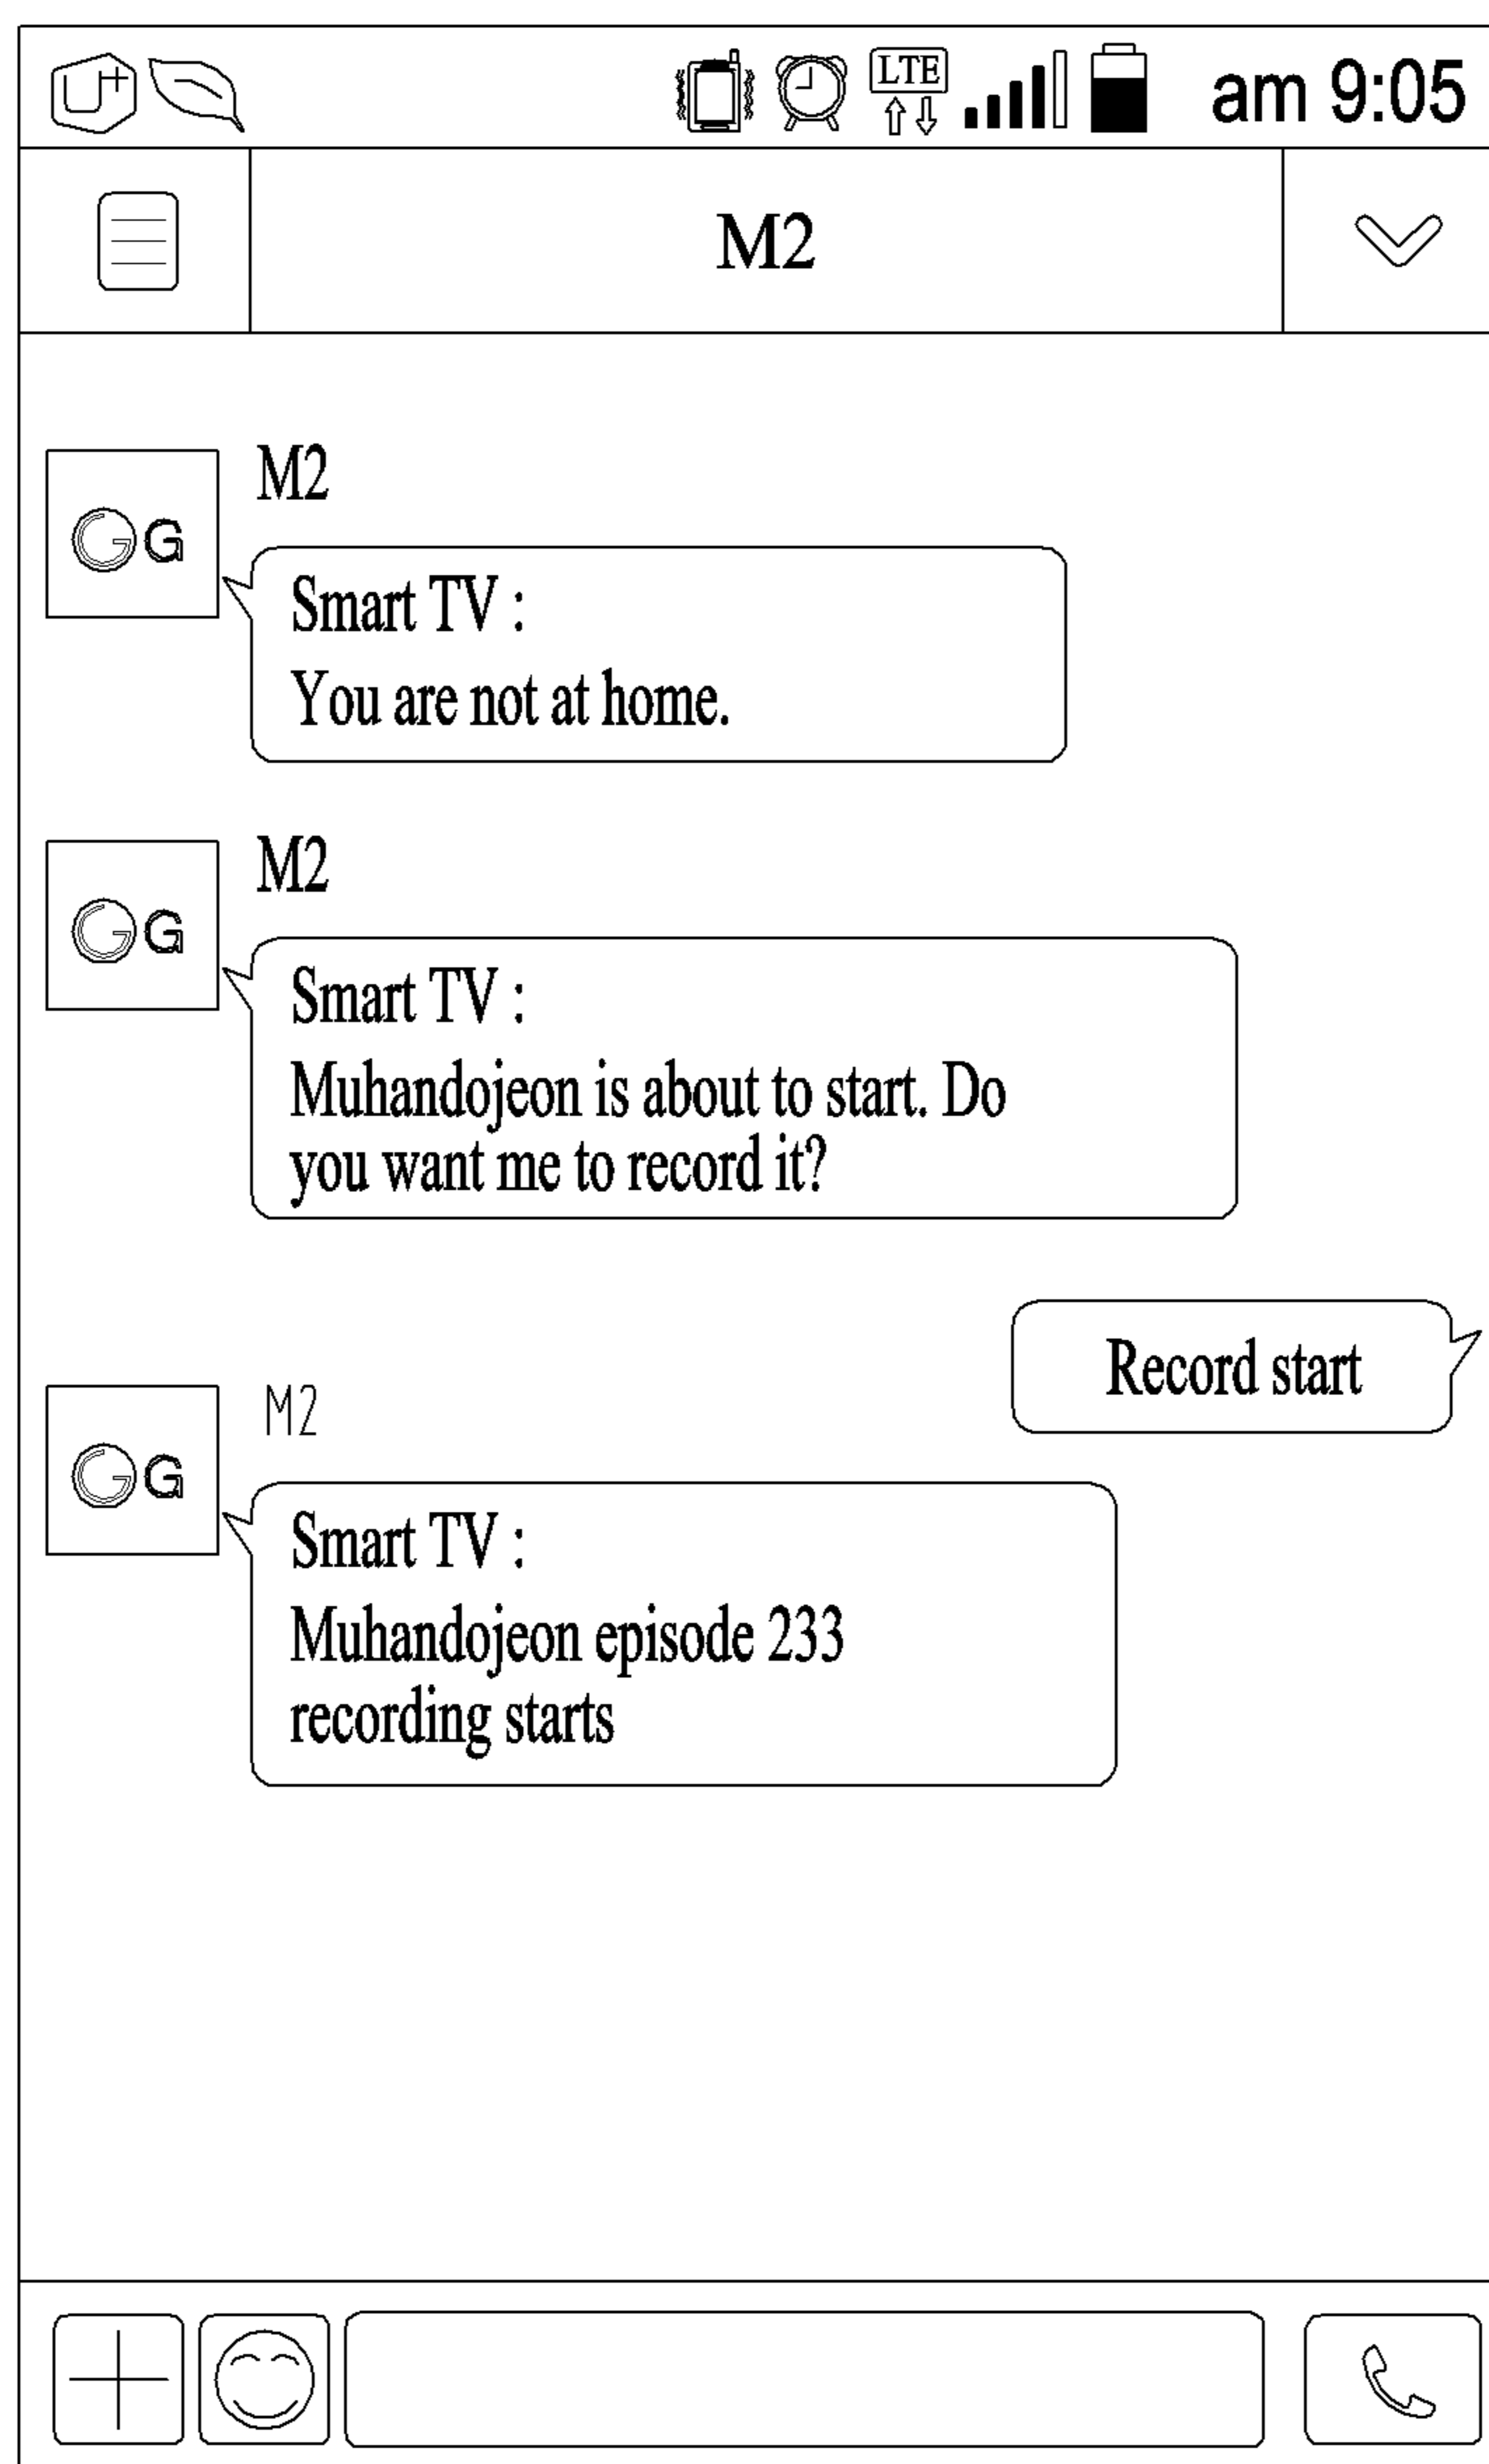 U+
LTE
am 9:05
M2
M2
G G
Smart TV :
You are not at home.
M2
G G
Smart TV :
Muhandojeon is about to start. Do
you want me to record it?
Record start
M2
G G
Smart TV :
Muhandojeon episode 233
recording starts